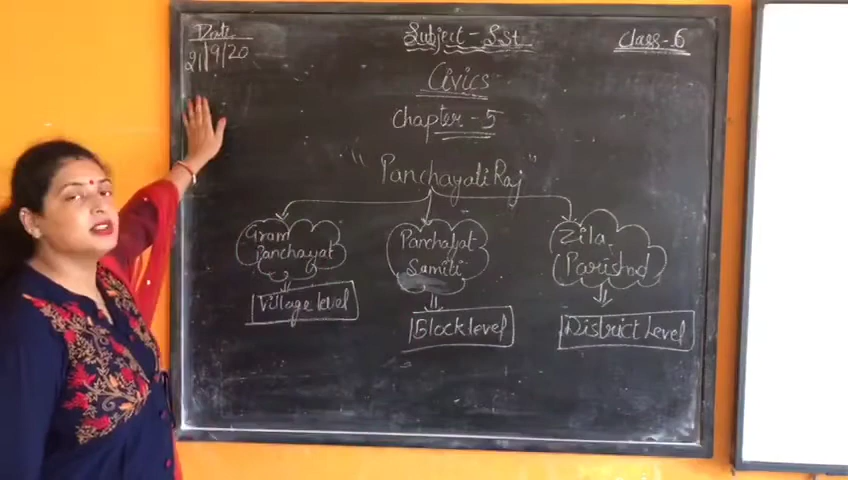 Date
21/9/20
Subject - S.St.
Class - 6
Civics
Chapter - 5
"Panchayati Raj"
Gram
Panchayat
Panchayat
Samiti
Zila
Parishad
Village level
Block level
District Level